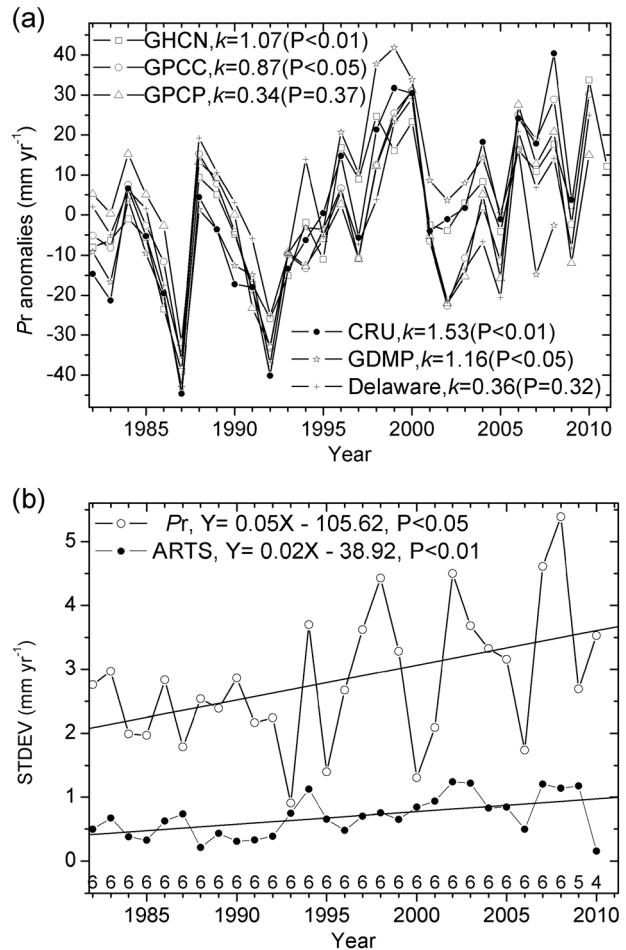 (a)
GHCN,k=1.07(P<0.01)
GPCC,k=0.87(P<0.05)
GPCP,k=0.34(P=0.37)
CRU,k=1.53(P<0.01)
GDMP,k=1.16(P<0.05)
Delaware,k=0.36(P=0.32)
Pr anomalies (mm yr⁻¹)
40
30
20
10
0
-10
-20
-30
-40
1985 1990 1995 2000 2005 2010
Year
(b)
Pr, Y= 0.05X - 105.62, P<0.05
ARTS, Y= 0.02X - 38.92, P<0.01
STDEV (mm yr⁻¹)
5
4
3
2
1
0
6 6 6 6 6 6 6 6 6 6 6 6 6 6 6 6 6 6 6 6 6 6 6 6 6 6 6 5 4
1985 1990 1995 2000 2005 2010
Year